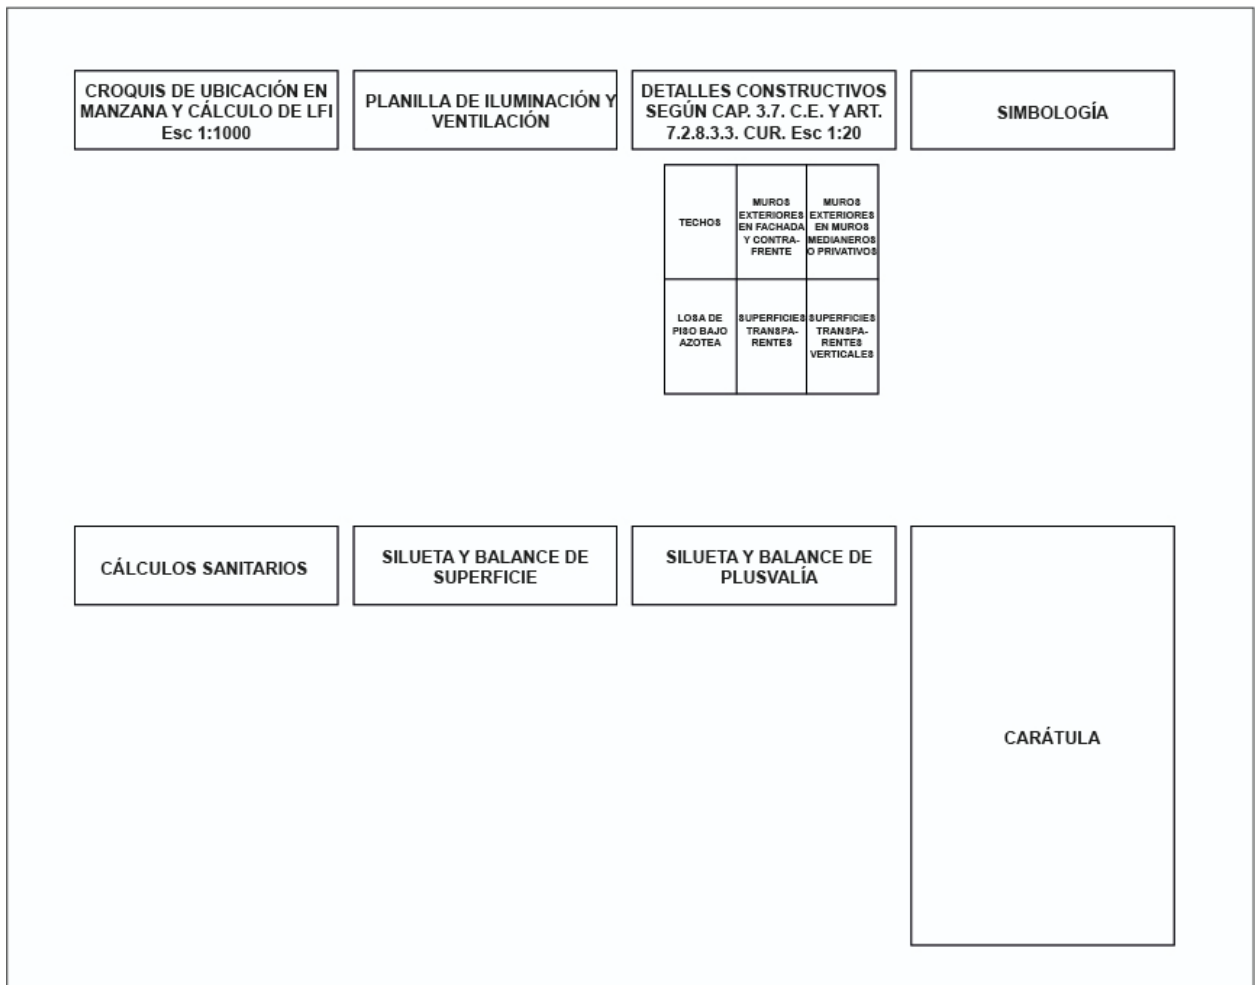 CROQUIS DE UBICACIÓN EN
MANZANA Y CÁLCULO DE LFI
Esc 1:1000
PLANILLA DE ILUMINACIÓN Y
VENTILACIÓN
DETALLES CONSTRUCTIVOS
SEGÚN CAP. 3.7. C.E. Y ART.
7.2.8.3.3. CUR. Esc 1:20
SIMBOLOGÍA
TECHOS
MUROS
EXTERIORES
EN FACHADA
Y CONTRA-
FRENTE
MUROS
EXTERIORES
EN MUROS
MEDIANEROS
O PRIVATIVOS
LOSA DE
PISO BAJO
AZOTEA
SUPERFICIES
TRANSPA-
RENTES
SUPERFICIES
TRANSPA-
RENTES
VERTICALES
CÁLCULOS SANITARIOS
SILUETA Y BALANCE DE
SUPERFICIE
SILUETA Y BALANCE DE
PLUSVALÍA
CARÁTULA